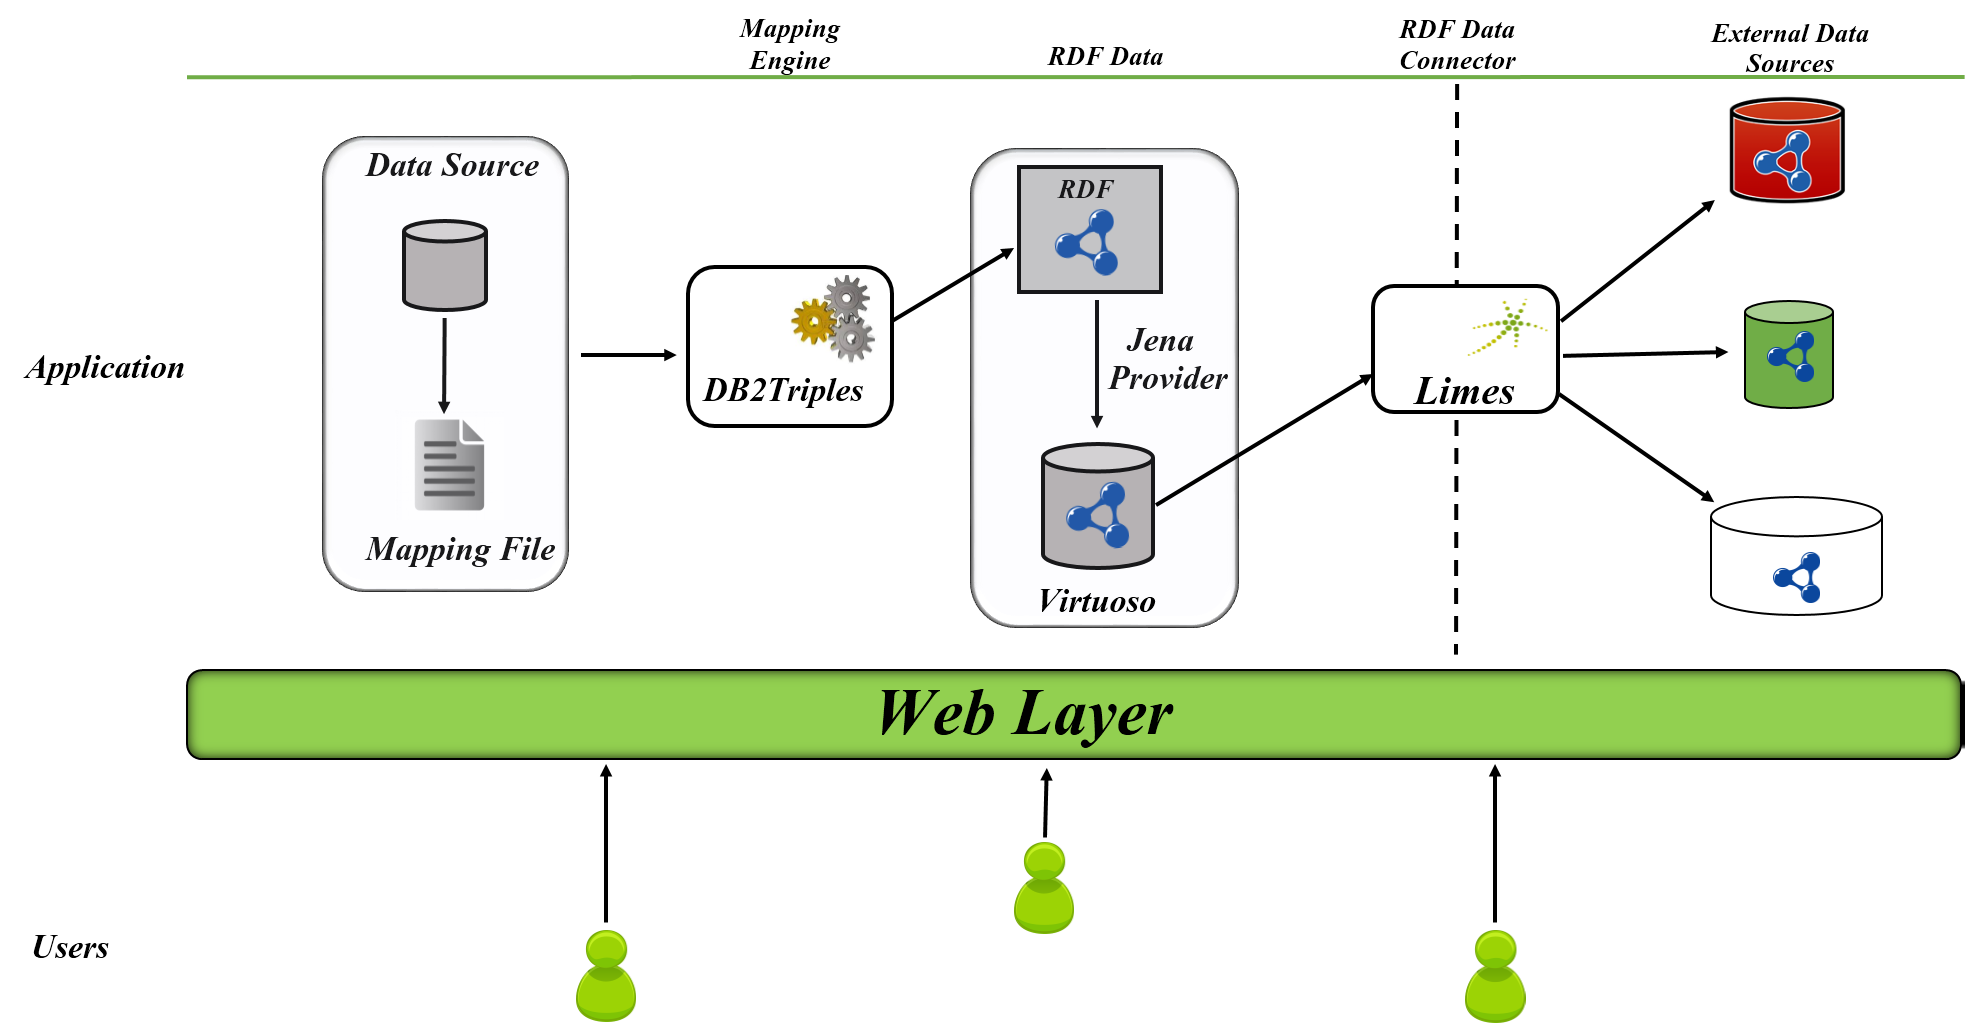 Mapping
Engine
RDF Data
RDF Data
Connector
External Data
Sources
Data Source
RDF
Jena
Provider
Application
DB2Triples
Limes
Mapping File
Virtuoso
Web Layer
Users